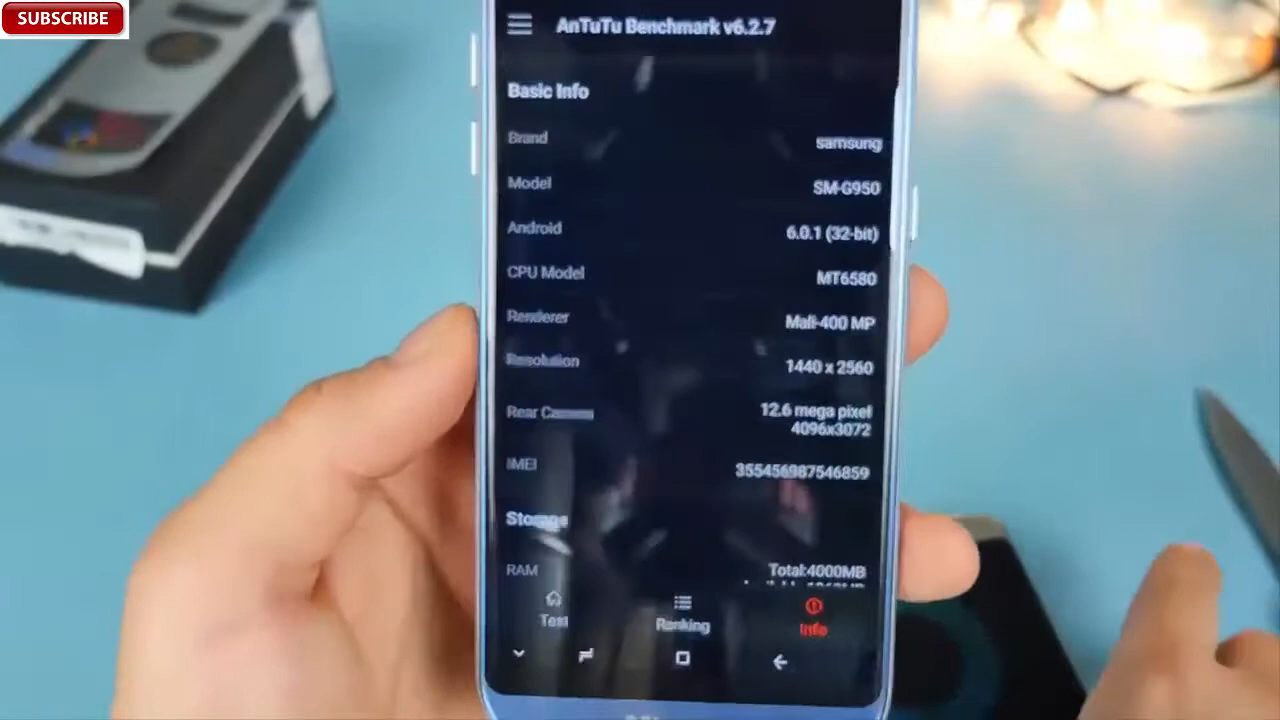 SUBSCRIBE
AnTuTu Benchmark v6.2.7
Basic Info
Brand samsung
Model SM-G950
Android 6.0.1 (32-bit)
CPU Model MT6580
Renderer Mali-400 MP
Resolution 1440 x 2560
Rear Camera 12.6 mega pixel
4096x3072
IMEI 355456987546859
Storage
RAM Total:4000MB
Test Ranking Info